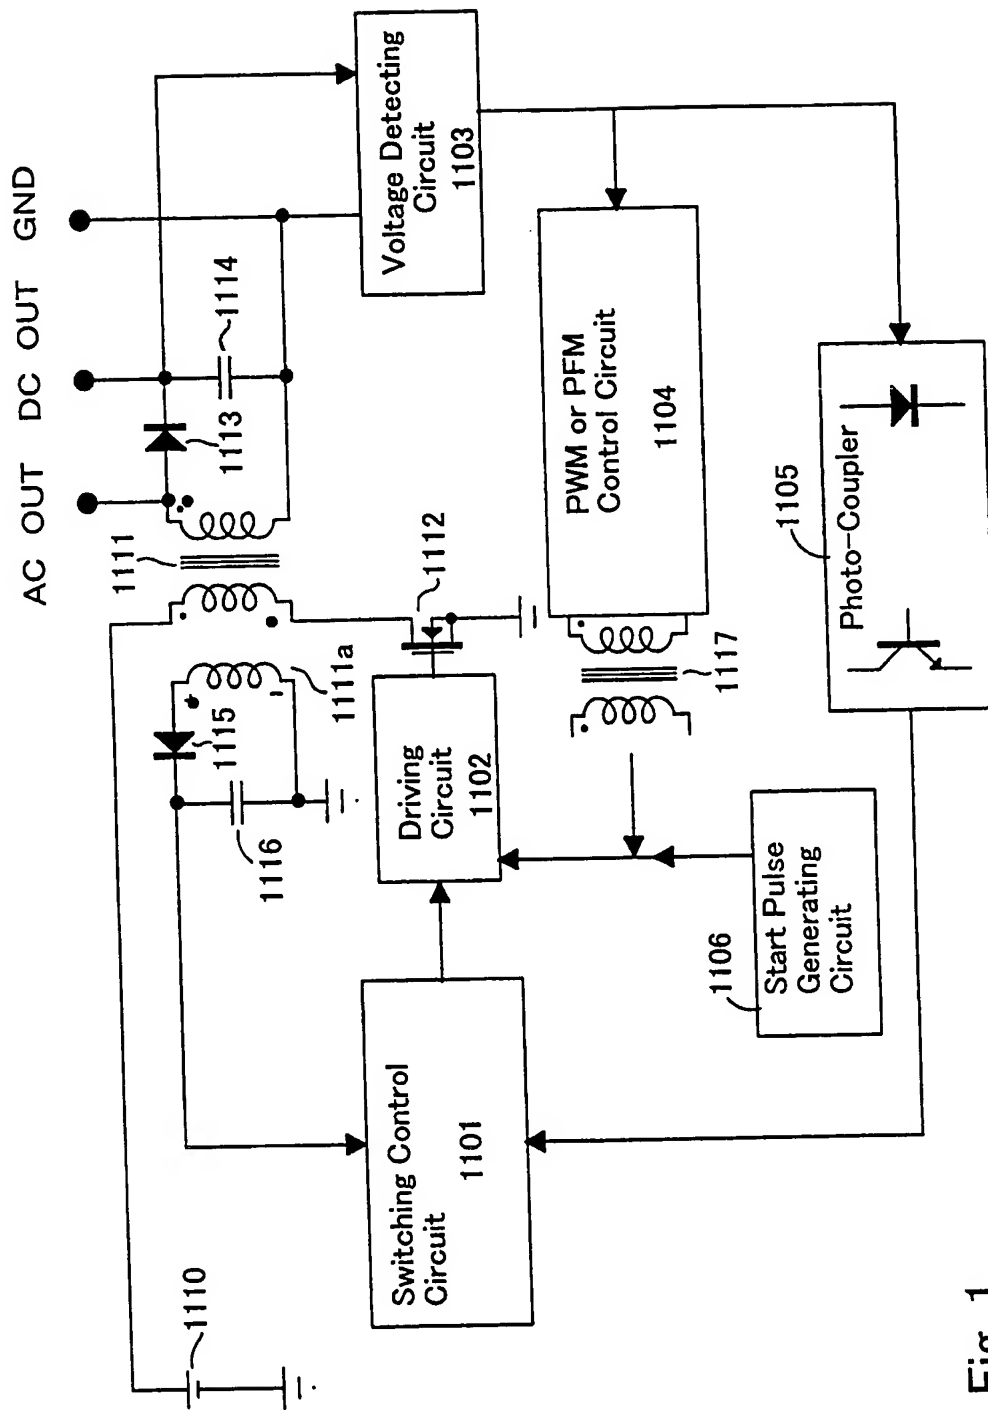 AC OUT
DC OUT
GND
1110
1111
1111a
1113
1114
1115
1116
1112
Voltage Detecting
Circuit
1103
Switching Control
Circuit
1101
Driving
Circuit
1102
PWM or PFM
Control Circuit
1104
1117
1106
Start Pulse
Generating
Circuit
1105
Photo-Coupler
Fig. 1